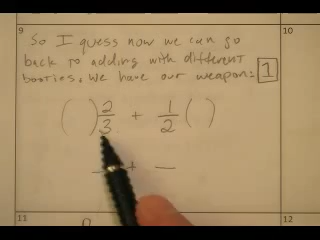 9
10
So I guess now we can go
back to adding with different
booties. We have our weapon: 1
( ) 2/3 + 1/2 ( )
— + —
11
12